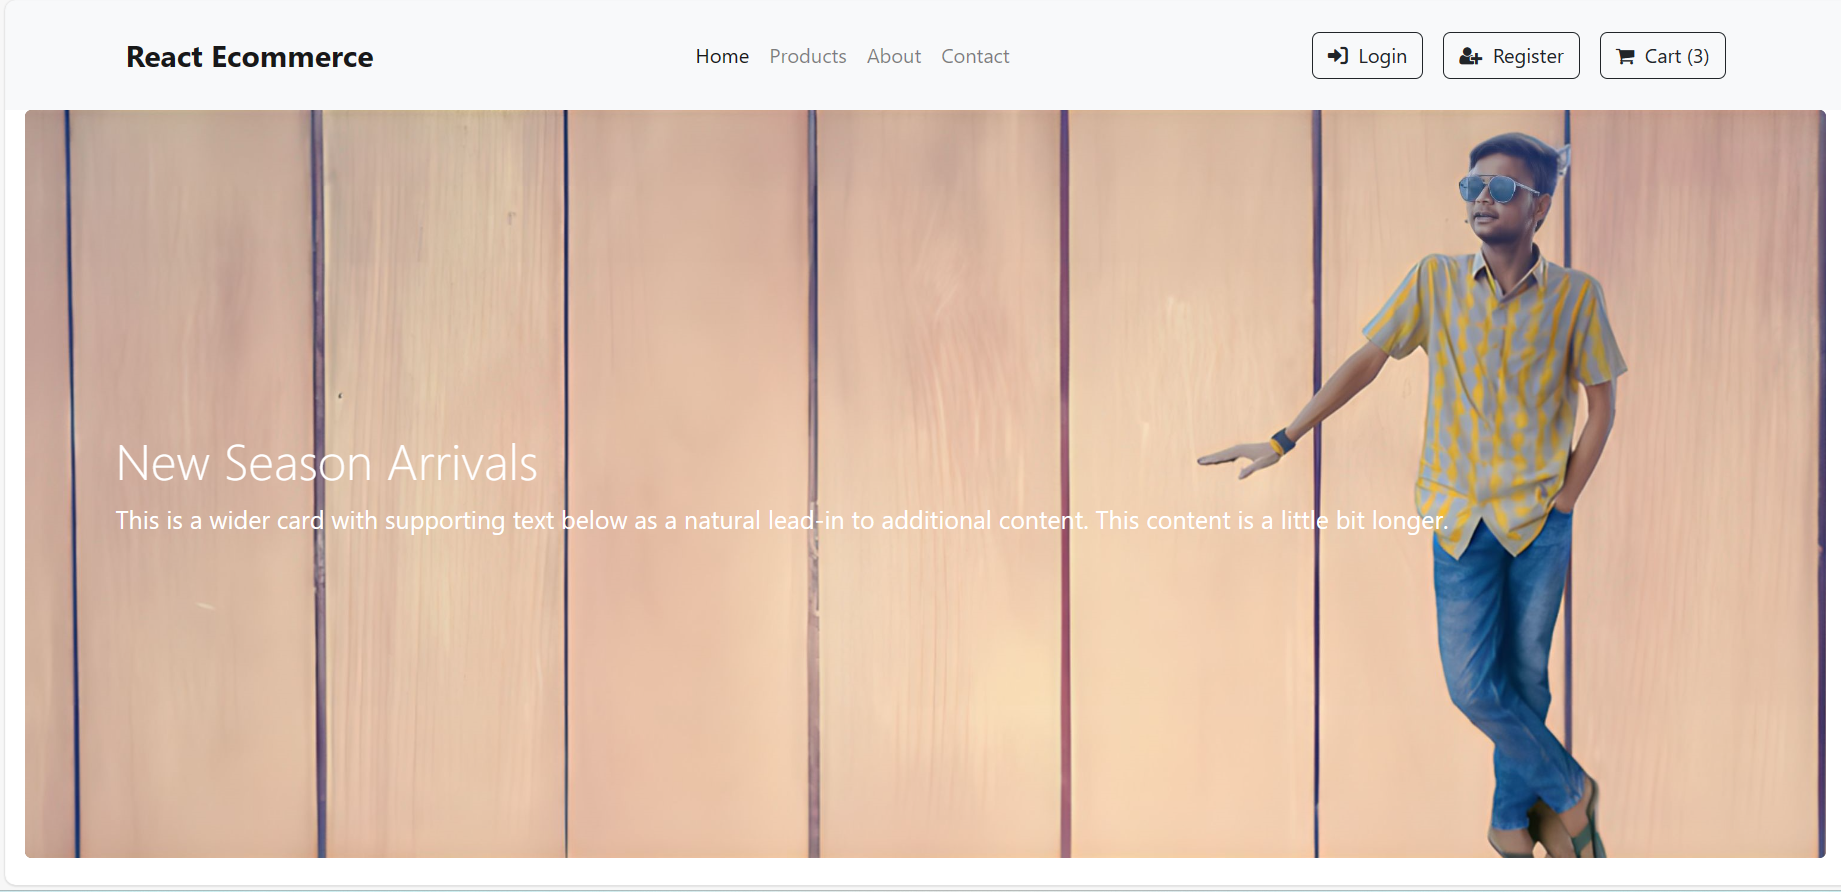 React Ecommerce
Home Products About Contact
Login Register Cart (3)
New Season Arrivals
This is a wider card with supporting text below as a natural lead-in to additional content. This content is a little bit longer.